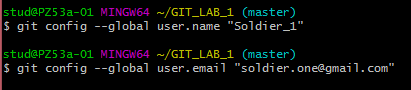 stud@PZ53a-01 MINGW64 ~/GIT_LAB_1 (master)
$ git config --global user.name "Soldier_1"
stud@PZ53a-01 MINGW64 ~/GIT_LAB_1 (master)
$ git config --global user.email "soldier.one@gmail.com"